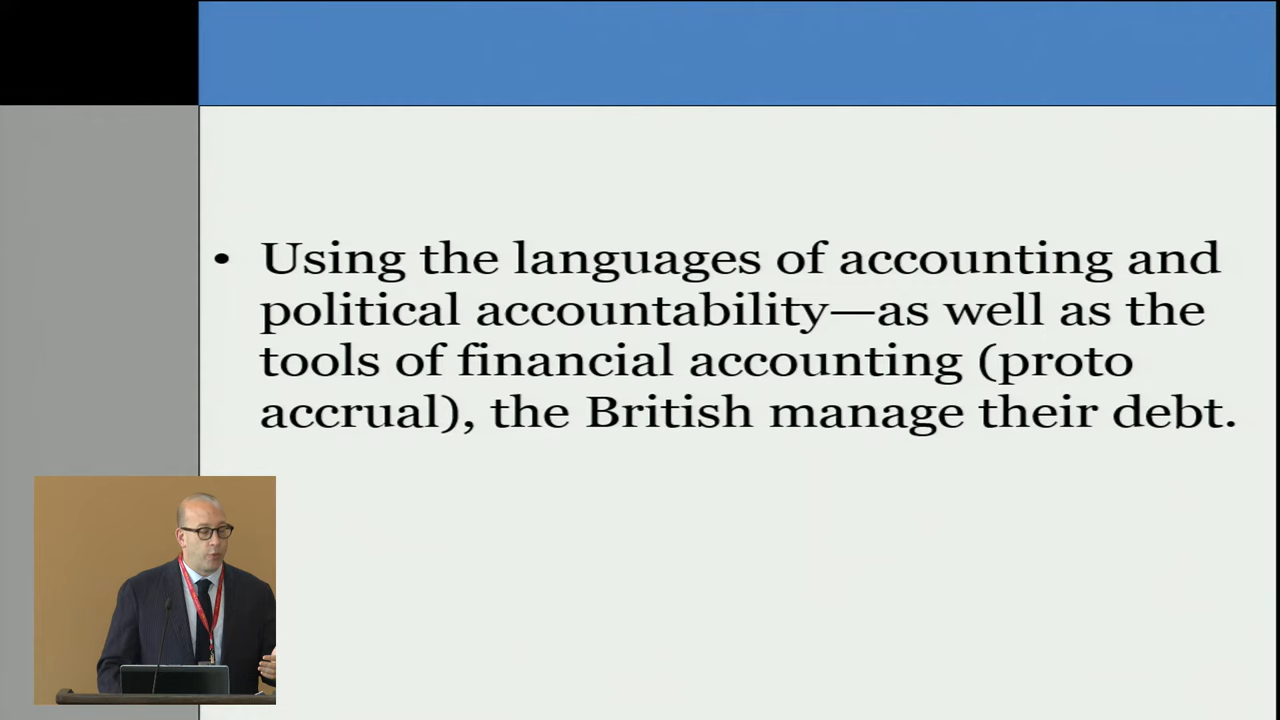 • Using the languages of accounting and
political accountability—as well as the
tools of financial accounting (proto
accrual), the British manage their debt.